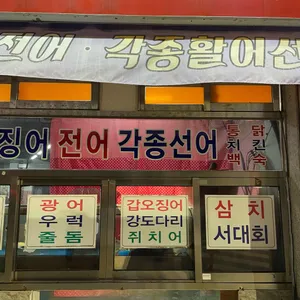 선어 · 각종활어
징어 전어 각종선어
통치백
닭칼숙
광어
우럭
줄돔
갑오징어
강도다리
쥐치어
삼치
서대회